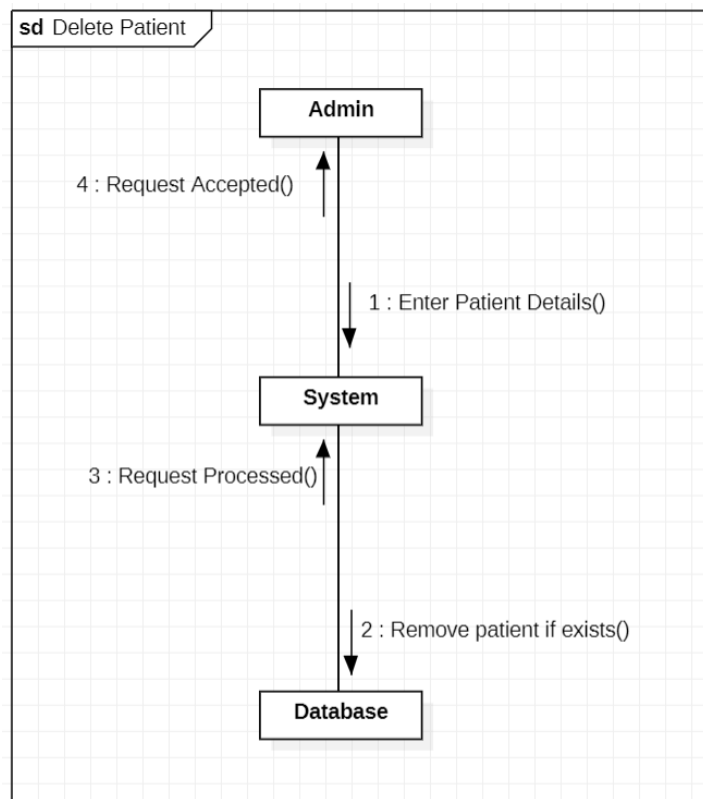 sd Delete Patient
Admin
4 : Request Accepted()
1 : Enter Patient Details()
System
3 : Request Processed()
2 : Remove patient if exists()
Database